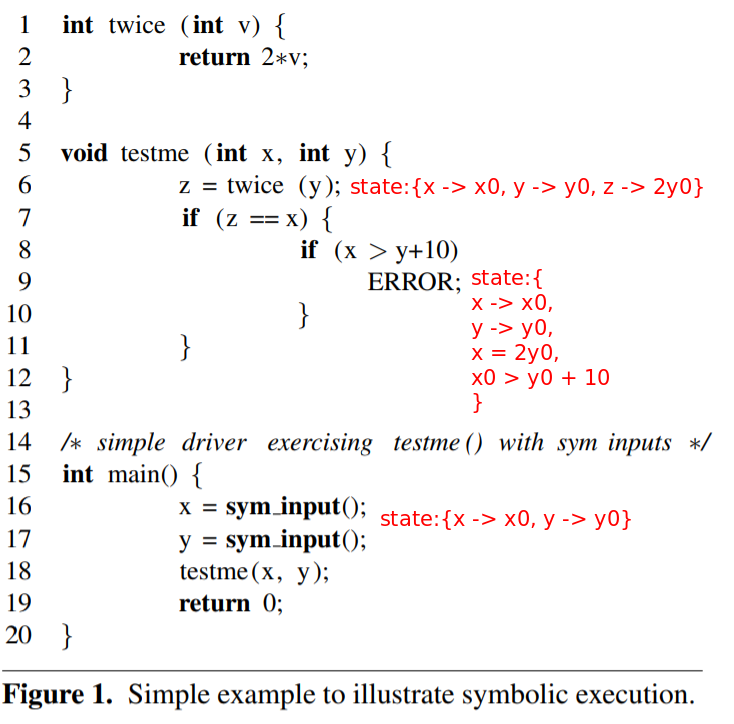 1 int twice (int v) {
2 return 2*v;
3 }
4
5 void testme (int x, int y) {
6 z = twice (y); state:{x -> x0, y -> y0, z -> 2y0}
7 if (z == x) {
8 if (x > y+10)
9 ERROR; state:{
x -> x0,
10 }
y -> y0,
11 }
x = 2y0,
12 }
x0 > y0 + 10
13
}
14 /* simple driver exercising testme() with sym inputs */
15 int main() {
16 x = sym_input();
state:{x -> x0, y -> y0}
17 y = sym_input();
18 testme(x, y);
19 return 0;
20 }
Figure 1. Simple example to illustrate symbolic execution.